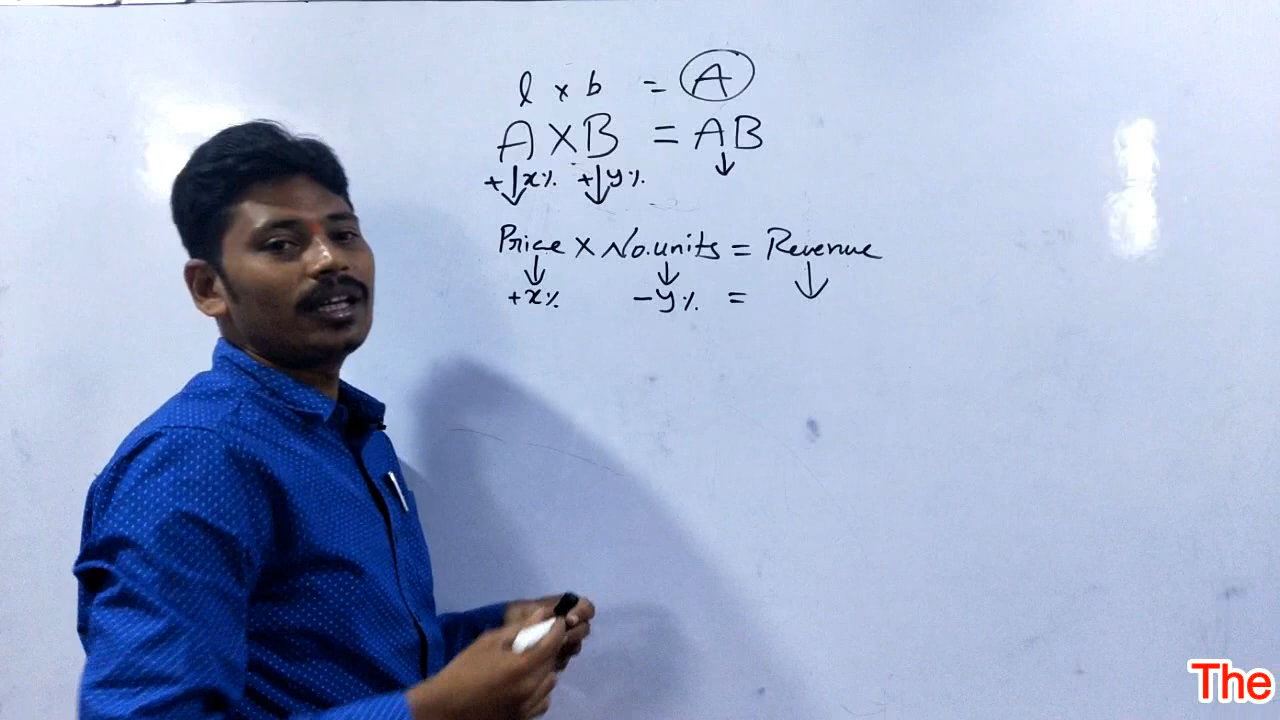 l × b = A
A × B = AB
+ x% + y%
Price × No.units = Revenue
+x% -y% =
The